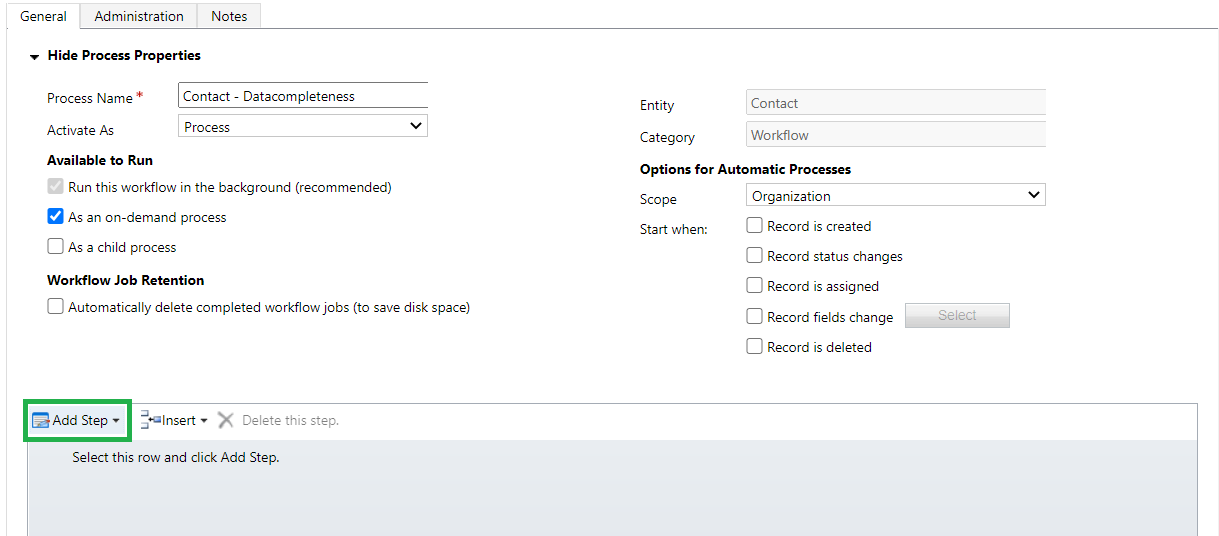 General Administration Notes
Hide Process Properties
Process Name * Contact - Datacompleteness
Activate As Process
Available to Run
Run this workflow in the background (recommended)
As an on-demand process
As a child process
Workflow Job Retention
Automatically delete completed workflow jobs (to save disk space)
Entity Contact
Category Workflow
Options for Automatic Processes
Scope Organization
Start when: Record is created
Record status changes
Record is assigned
Record fields change Select
Record is deleted
Add Step Insert Delete this step.
Select this row and click Add Step.